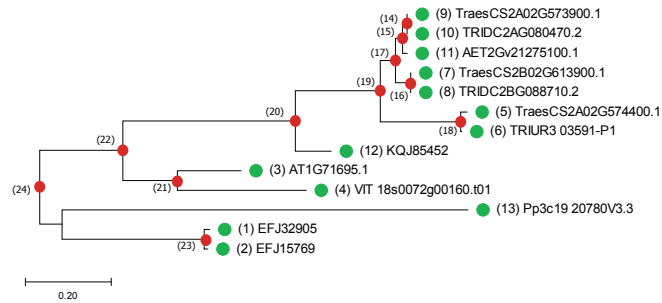 (14)
(9) TraesCS2A02G573900.1
(15)
(10) TRIDC2AG080470.2
(17)
(11) AET2Gv21275100.1
(7) TraesCS2B02G613900.1
(19)
(16)
(8) TRIDC2BG088710.2
(5) TraesCS2A02G574400.1
(20)
(18)
(6) TRIUR3 03591-P1
(22)
(12) KQJ85452
(3) AT1G71695.1
(24)
(21)
(4) VIT 18s0072g00160.t01
(13) Pp3c19 20780V3.3
(1) EFJ32905
(23)
(2) EFJ15769
0.20